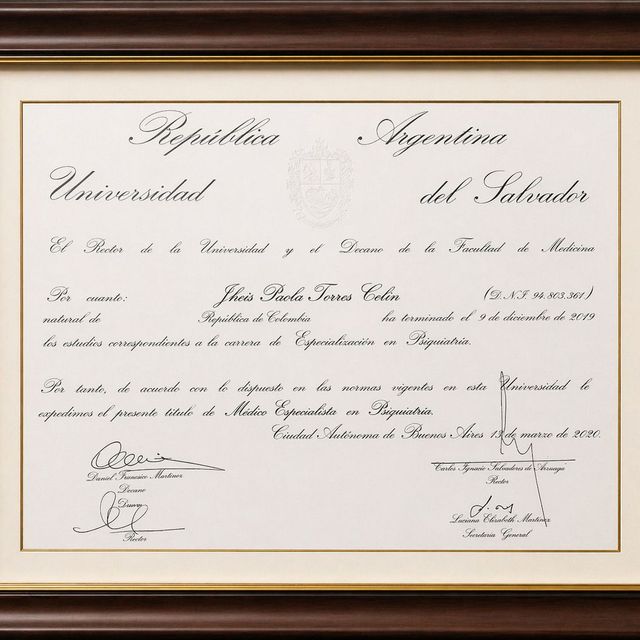 República Argentina
Universidad del Salvador
El Rector de la Universidad y el Decano de la Facultad de Medicina
Por cuanto: Jheis Paola Torres Celin (D.N.I. 94.803.361)
natural de República de Colombia ha terminado el 9 de diciembre de 2019
los estudios correspondientes a la carrera de Especialización en Psiquiatría.
Por tanto, de acuerdo con lo dispuesto en las normas vigentes en esta Universidad le
expedimos el presente título de Médico Especialista en Psiquiatría.
Ciudad Autónoma de Buenos Aires 13 de marzo de 2020.
Daniel Francisco Martinez
Decano
Carlos Ignacio Salvadores de Arzuaga
Rector
Rector
Luciana Elizabeth Martinez
Secretaria General